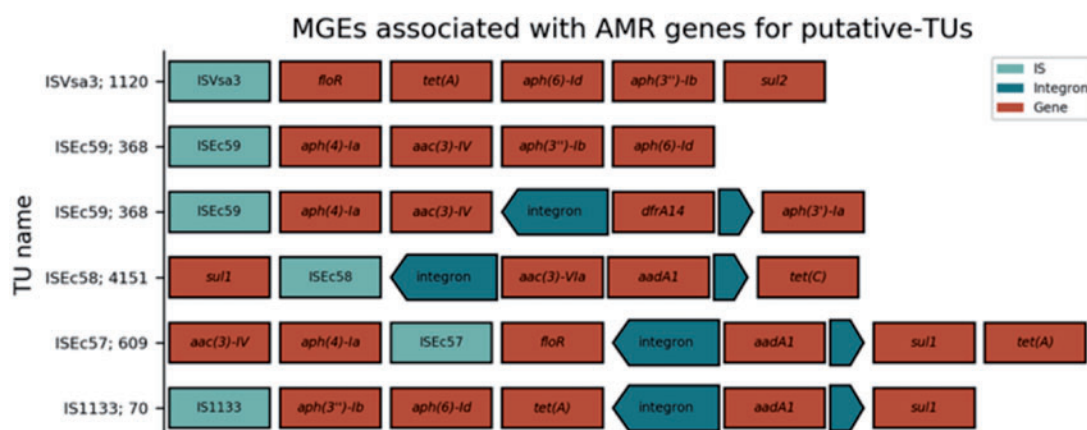 MGEs associated with AMR genes for putative-TUs
TU name
IS
Integron
Gene
ISVsa3; 1120 ISVsa3 floR tet(A) aph(6)-Id aph(3'')-Ib sul2
ISEc59; 368 ISEc59 aph(4)-Ia aac(3)-IV aph(3'')-Ib aph(6)-Id
ISEc59; 368 ISEc59 aph(4)-Ia aac(3)-IV integron dfrA14 aph(3')-Ia
ISEc58; 4151 sul1 ISEc58 integron aac(3)-VIa aadA1 tet(C)
ISEc57; 609 aac(3)-IV aph(4)-Ia ISEc57 floR integron aadA1 sul1 tet(A)
IS1133; 70 IS1133 aph(3'')-Ib aph(6)-Id tet(A) integron aadA1 sul1